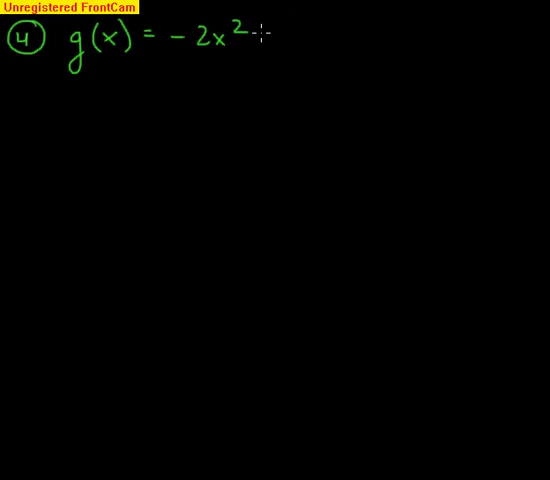 Unregistered FrontCam
④ g(x) = - 2x²